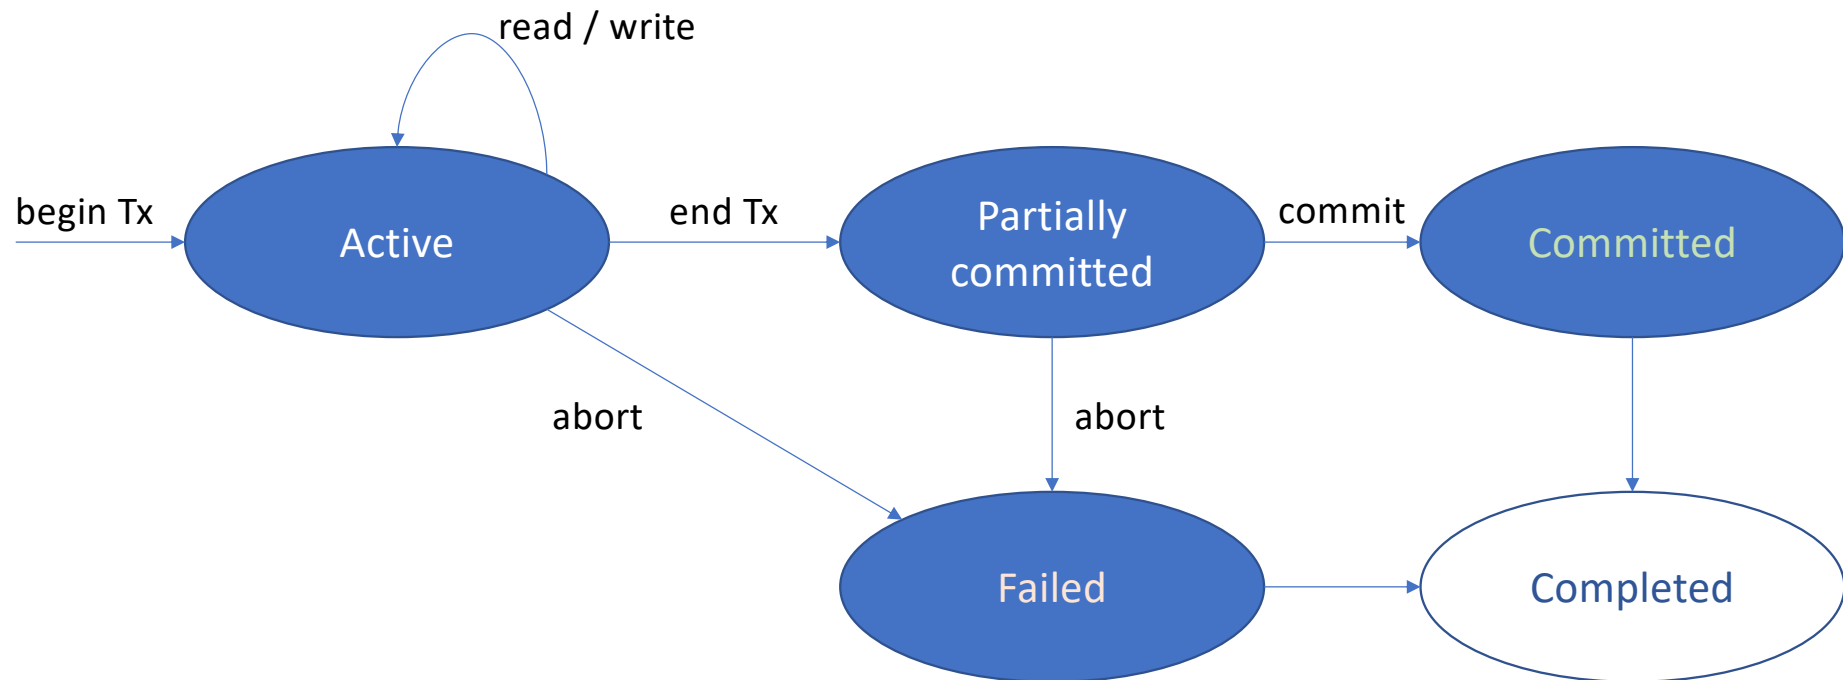 read / write
begin Tx
Active
end Tx
Partially
committed
commit
Committed
abort
abort
Failed
Completed